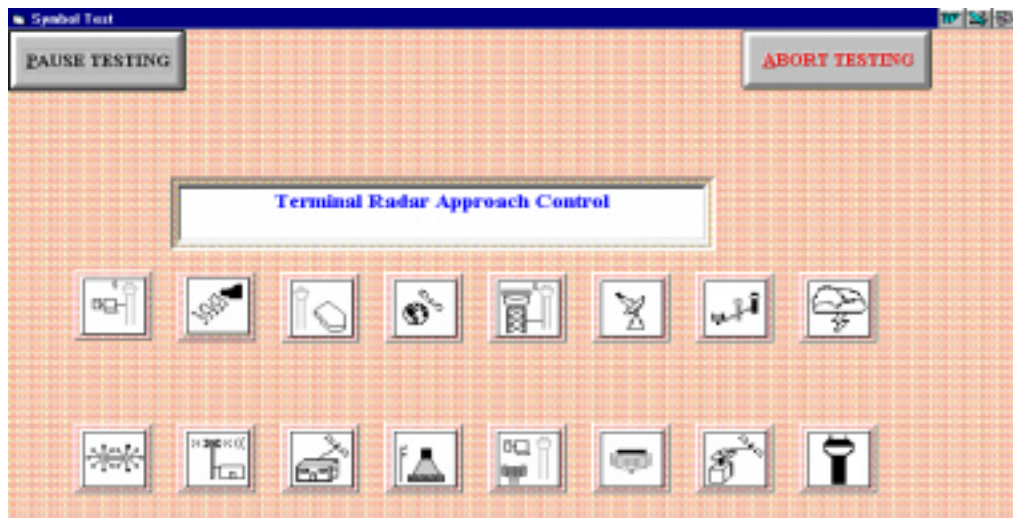 Symbol Test
PAUSE TESTING
ABORT TESTING
Terminal Radar Approach Control